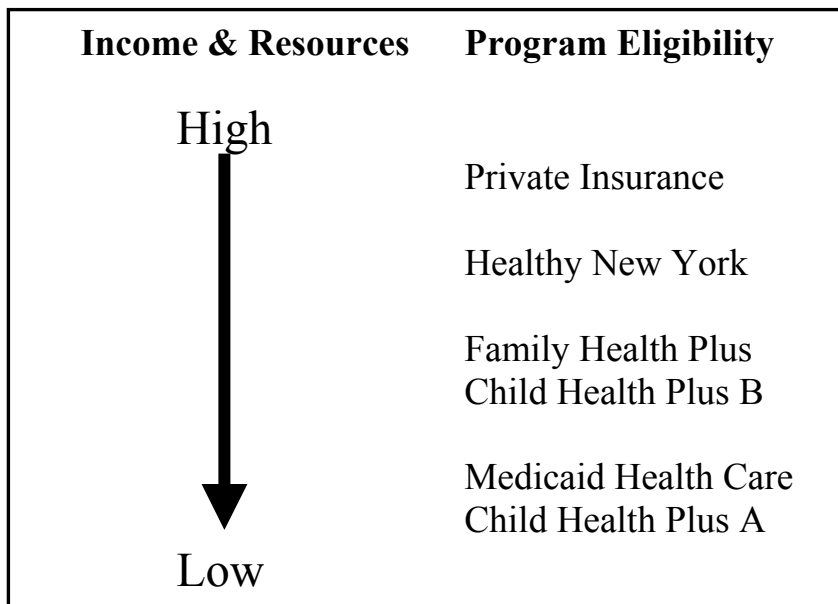 Income & Resources Program Eligibility
High
Private Insurance
Healthy New York
Family Health Plus
Child Health Plus B
Medicaid Health Care
Child Health Plus A
Low